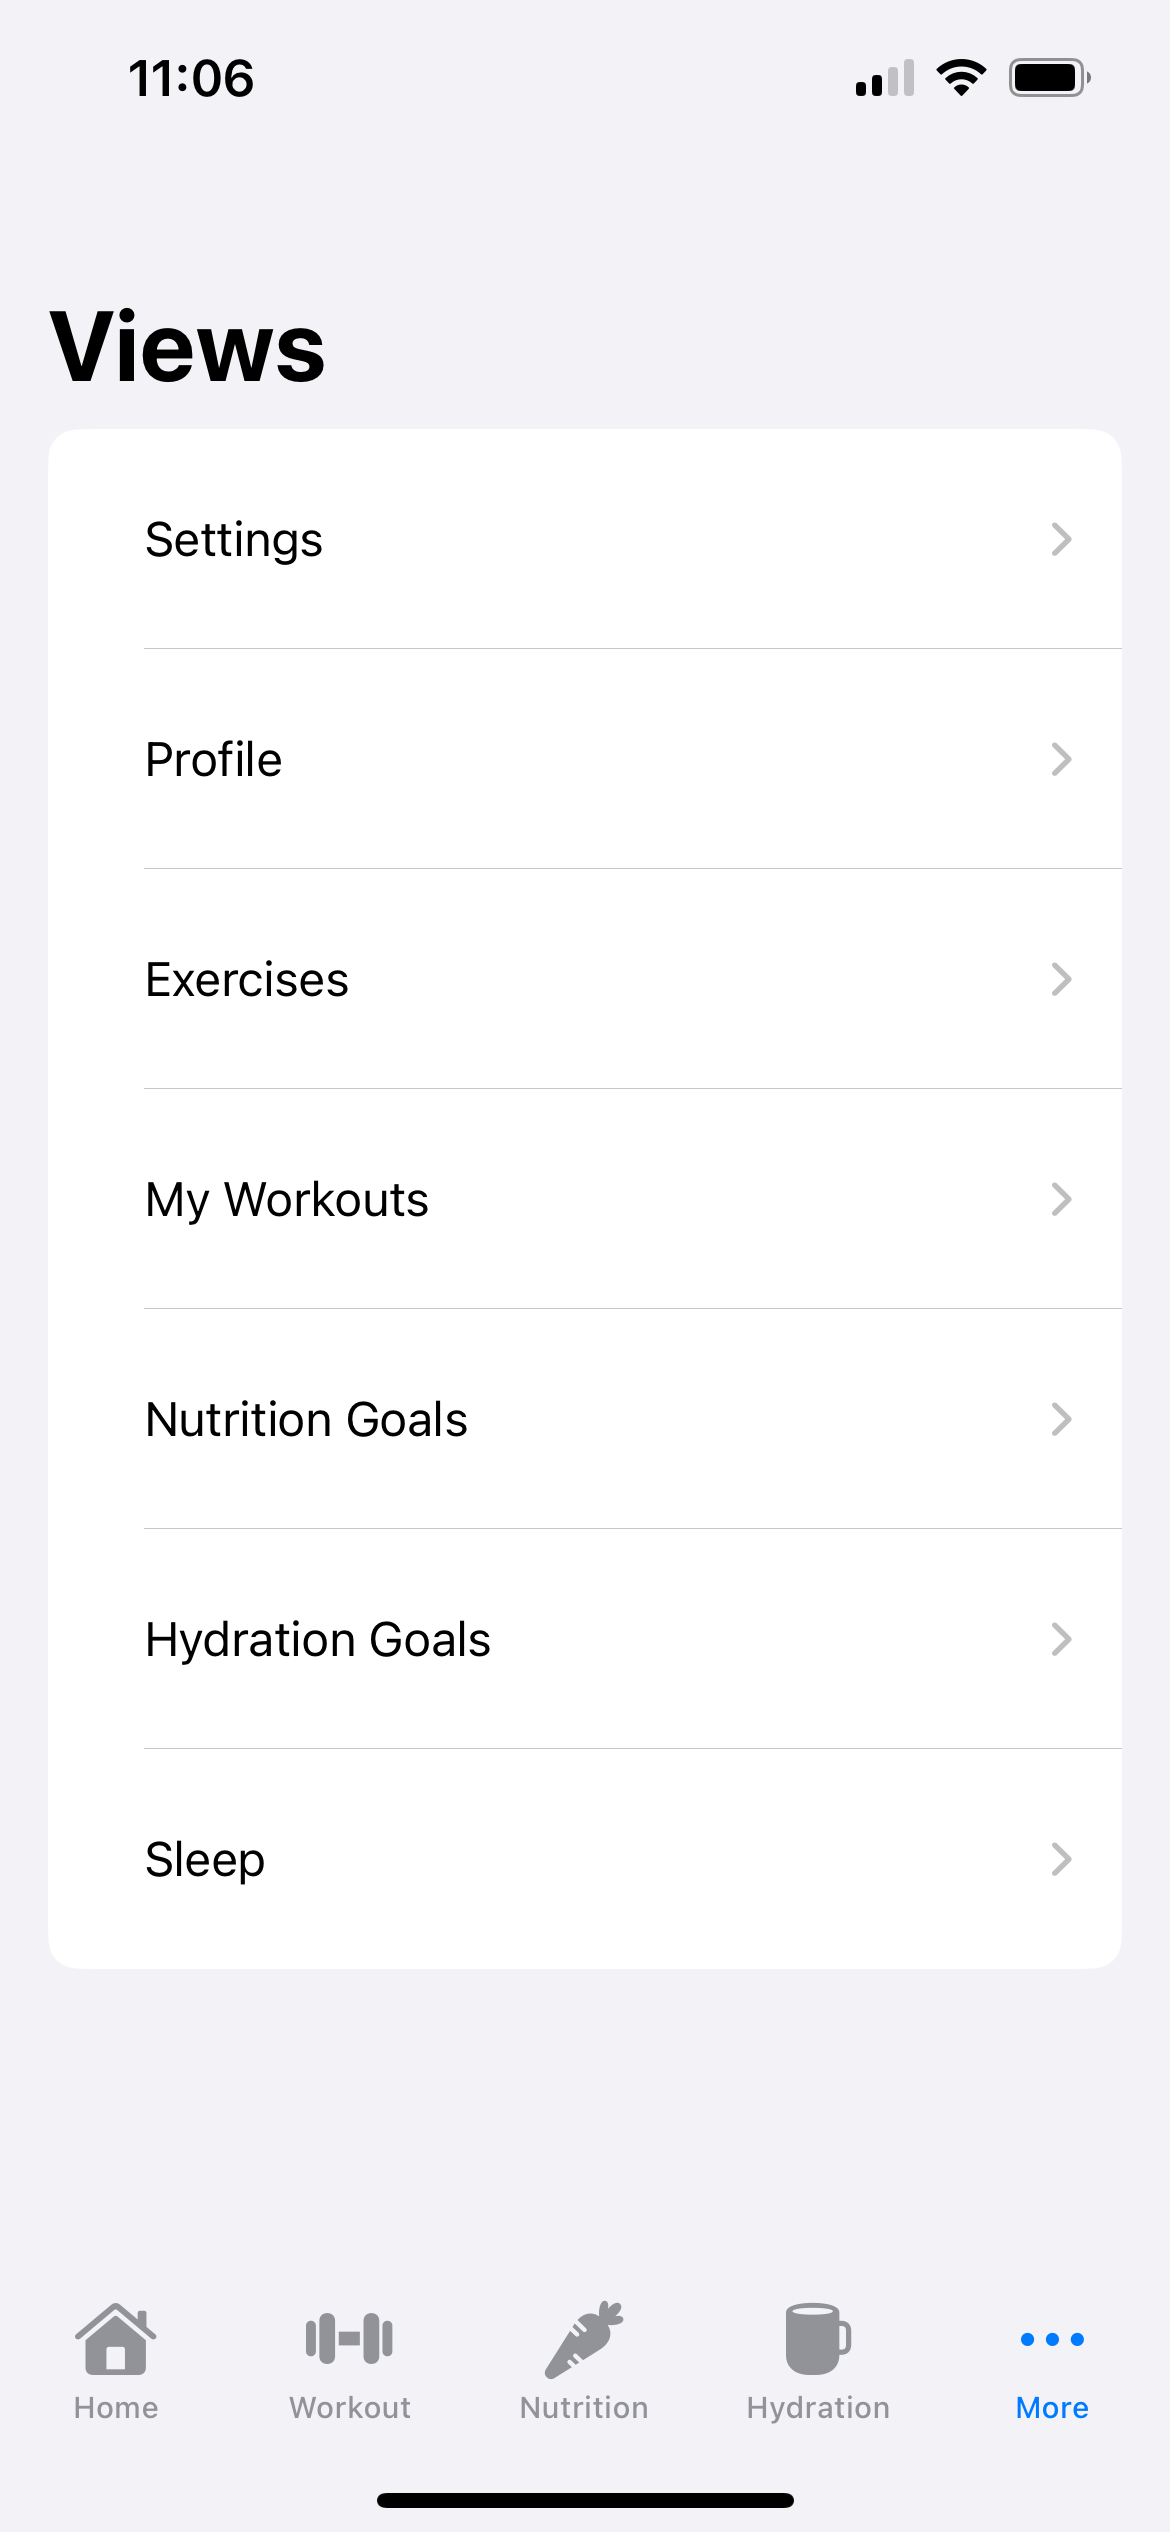 11:06
Views
Settings
Profile
Exercises
My Workouts
Nutrition Goals
Hydration Goals
Sleep
Home
Workout
Nutrition
Hydration
More